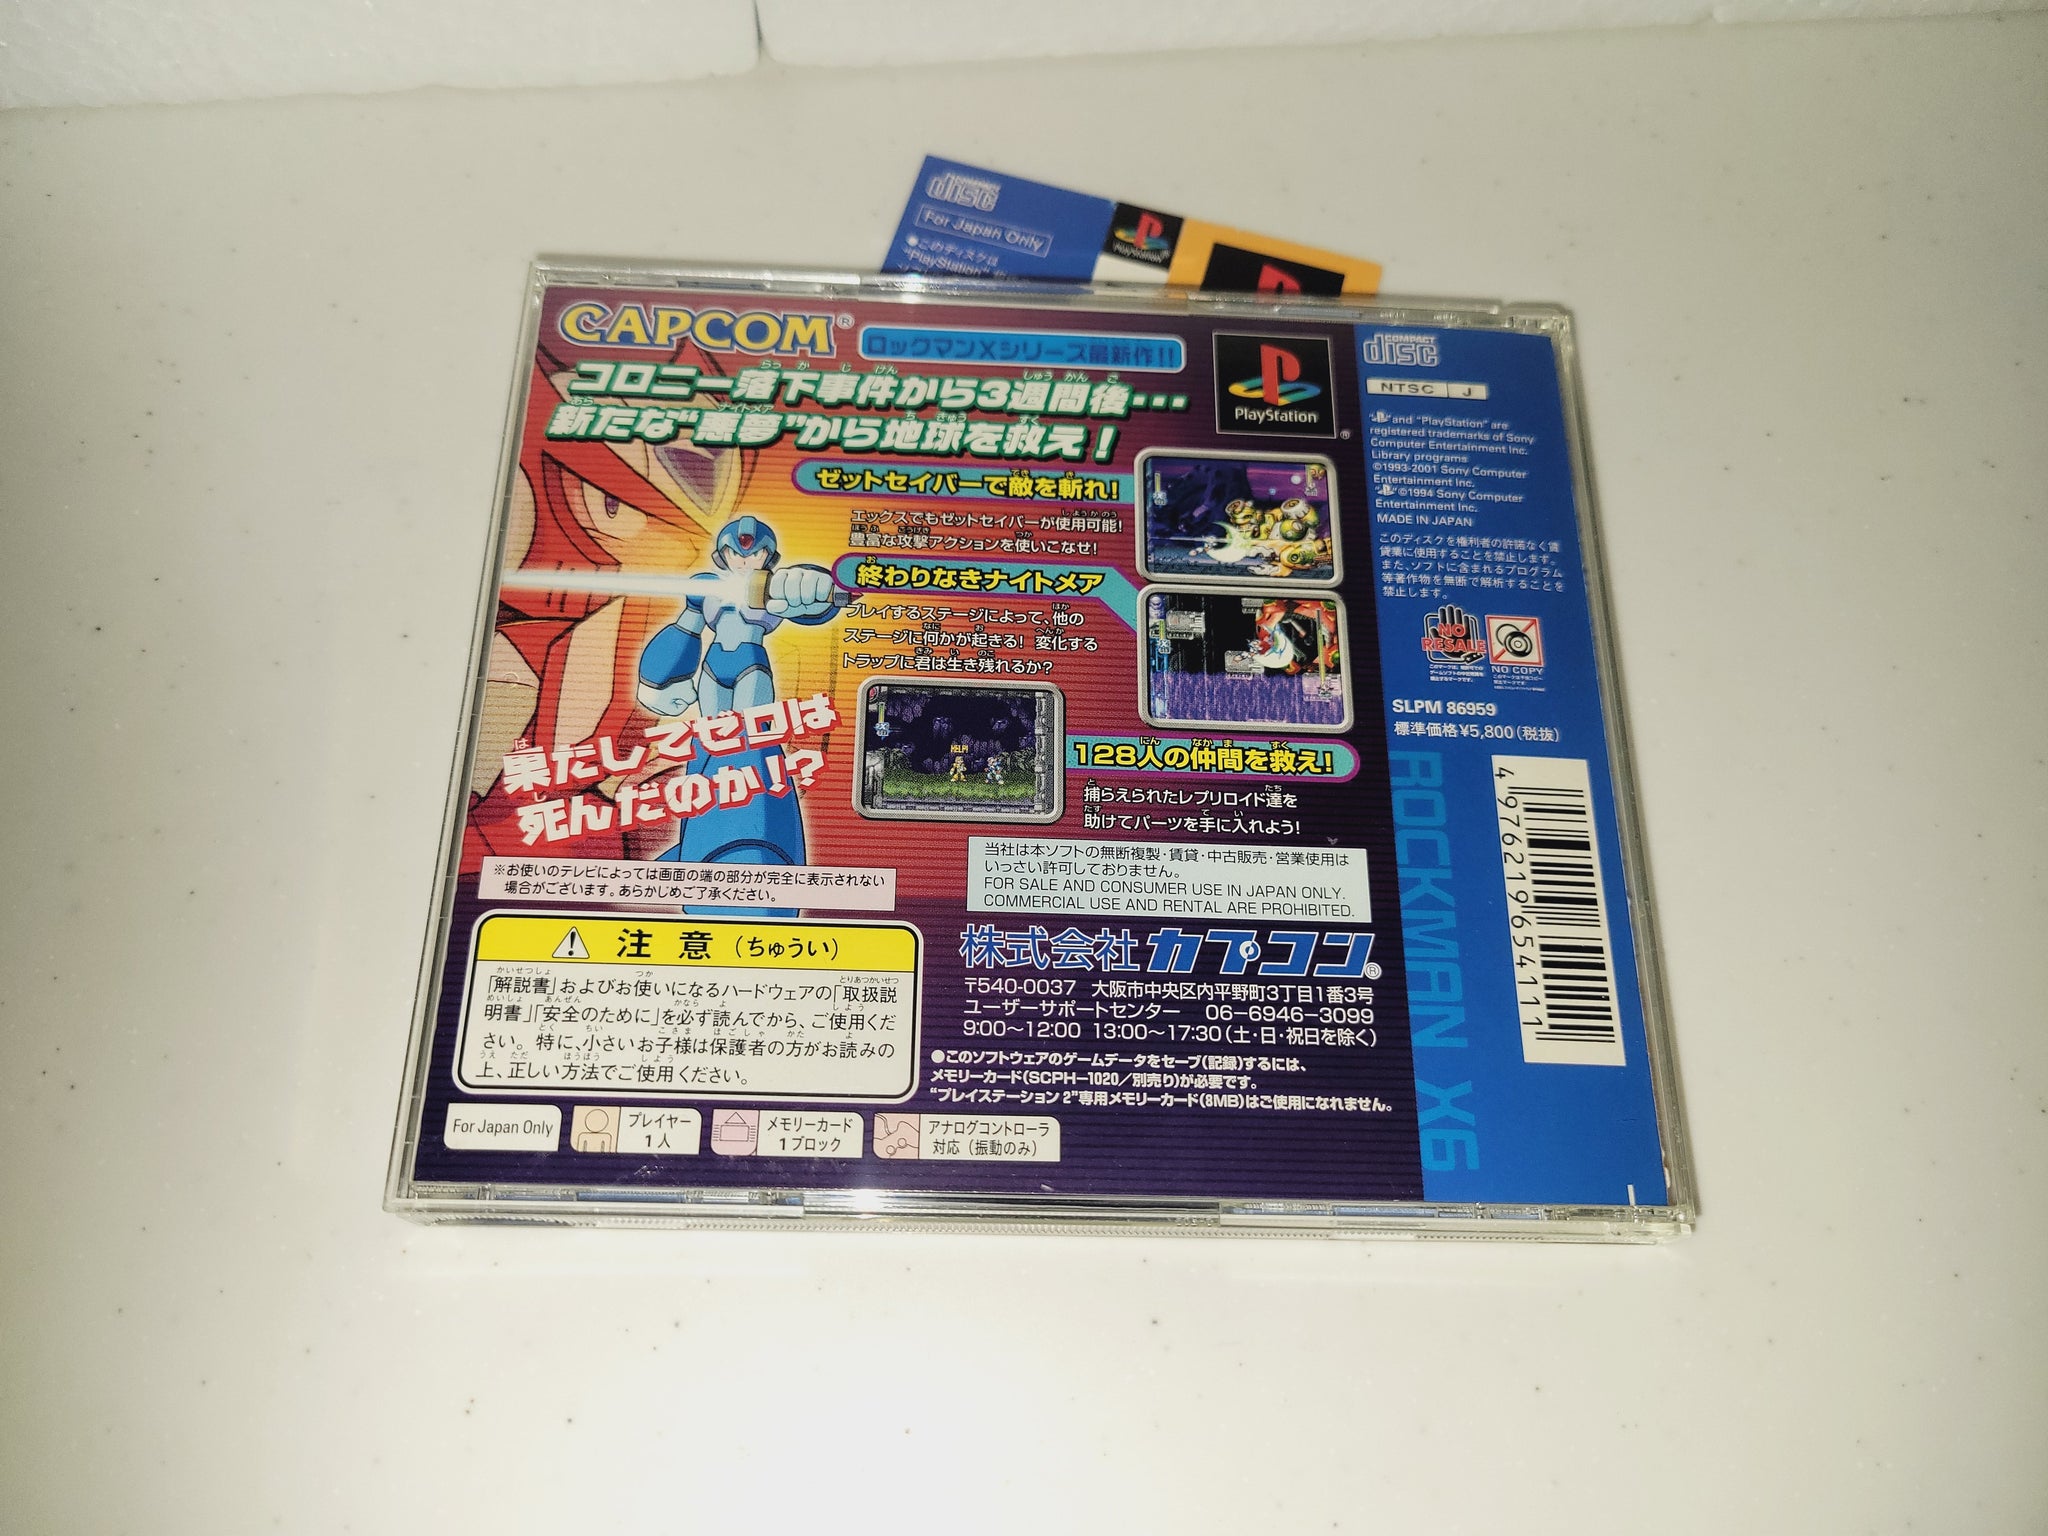 COMPACT
disc
For Japan Only
●このディスクは
"PlayStation"
PlayStation
CAPCOM®
ロックマンXシリーズ最新作!!
コロニー落下事件から3週間後…
新たな“悪夢”から地球を救え!
ナイトメア
ゼットセイバーで敵を斬れ!
エックスでもゼットセイバーが使用可能!
豊富な攻撃アクションを使いこなせ!
終わりなきナイトメア
プレイするステージによって、他の
ステージに何かが起きる! 変化する
トラップに君は生き残れるか?
果たしてゼロは
死んだのか!?
HELP!
128人の仲間を救え!
捕らえられたレプリロイド達を
助けてパーツを手に入れよう!
※お使いのテレビによっては画面の端の部分が完全に表示されない
場合がございます。あらかじめご了承ください。
当社は本ソフトの無断複製・賃貸・中古販売・営業使用は
いっさい許可しておりません。
FOR SALE AND CONSUMER USE IN JAPAN ONLY.
COMMERCIAL USE AND RENTAL ARE PROHIBITED.
注意(ちゅうい)
「解説書」およびお使いになるハードウェアの「取扱説
明書」「安全のために」を必ず読んでから、ご使用くだ
さい。特に、小さいお子様は保護者の方がお読みの
上、正しい方法でご使用ください。
株式会社カプコン®
〒540-0037 大阪市中央区内平野町3丁目1番3号
ユーザーサポートセンター 06-6946-3099
9:00〜12:00 13:00〜17:30(土・日・祝日を除く)
●このソフトウェアのゲームデータをセーブ(記録)するには、
メモリーカード(SCPH-1020/別売り)が必要です。
“プレイステーション 2”専用メモリーカード(8MB)はご使用になれません。
For Japan Only
プレイヤー
1人
メモリーカード
1ブロック
アナログコントローラ
対応(振動のみ)
PlayStation
®
COMPACT
disc
NTSC J
" " and "PlayStation" are
registered trademarks of Sony
Computer Entertainment Inc.
Library programs
©1993-2001 Sony Computer
Entertainment Inc.
" " ©1994 Sony Computer
Entertainment Inc.
MADE IN JAPAN
このディスクを権利者の許諾なく賃
貸業に使用することを禁止します。
また、ソフトに含まれるプログラム
等著作物を無断で解析することを
禁止します。
NO
RESALE
NO COPY
SLPM 86959
標準価格¥5,800(税抜)
4 976219 654111
ROCKMAN X6